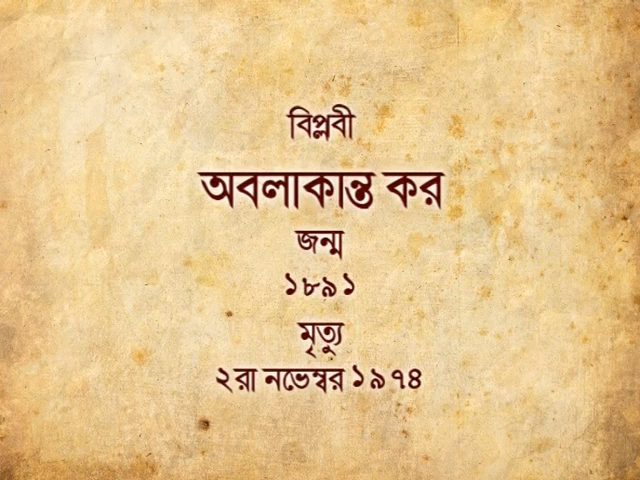 বিপ্লবী
অবলাকান্ত কর
জন্ম
১৮৯১
মৃত্যু
২রা নভেম্বর ১৯৭৪